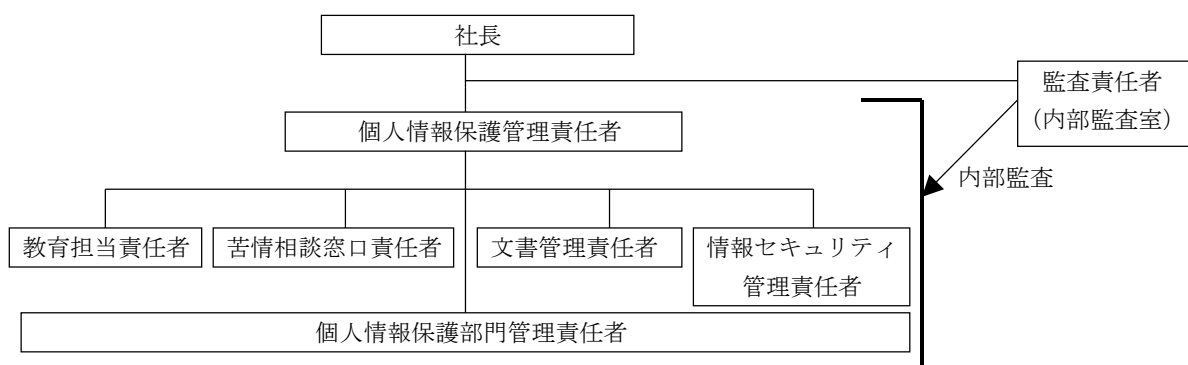 社長
監査責任者
（内部監査室）
個人情報保護管理責任者
内部監査
教育担当責任者
苦情相談窓口責任者
文書管理責任者
情報セキュリティ
管理責任者
個人情報保護部門管理責任者